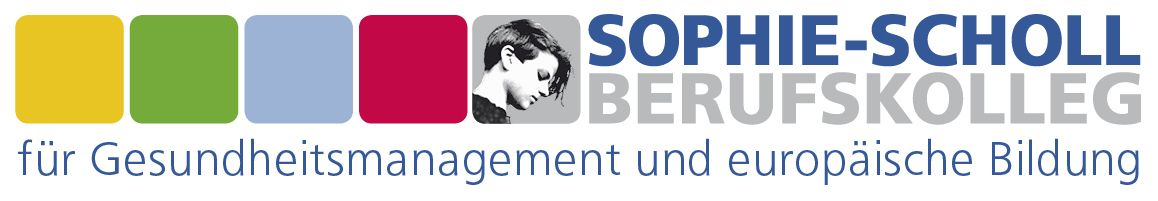 SOPHIE-SCHOLL
BERUFSKOLLEG
für Gesundheitsmanagement und europäische Bildung